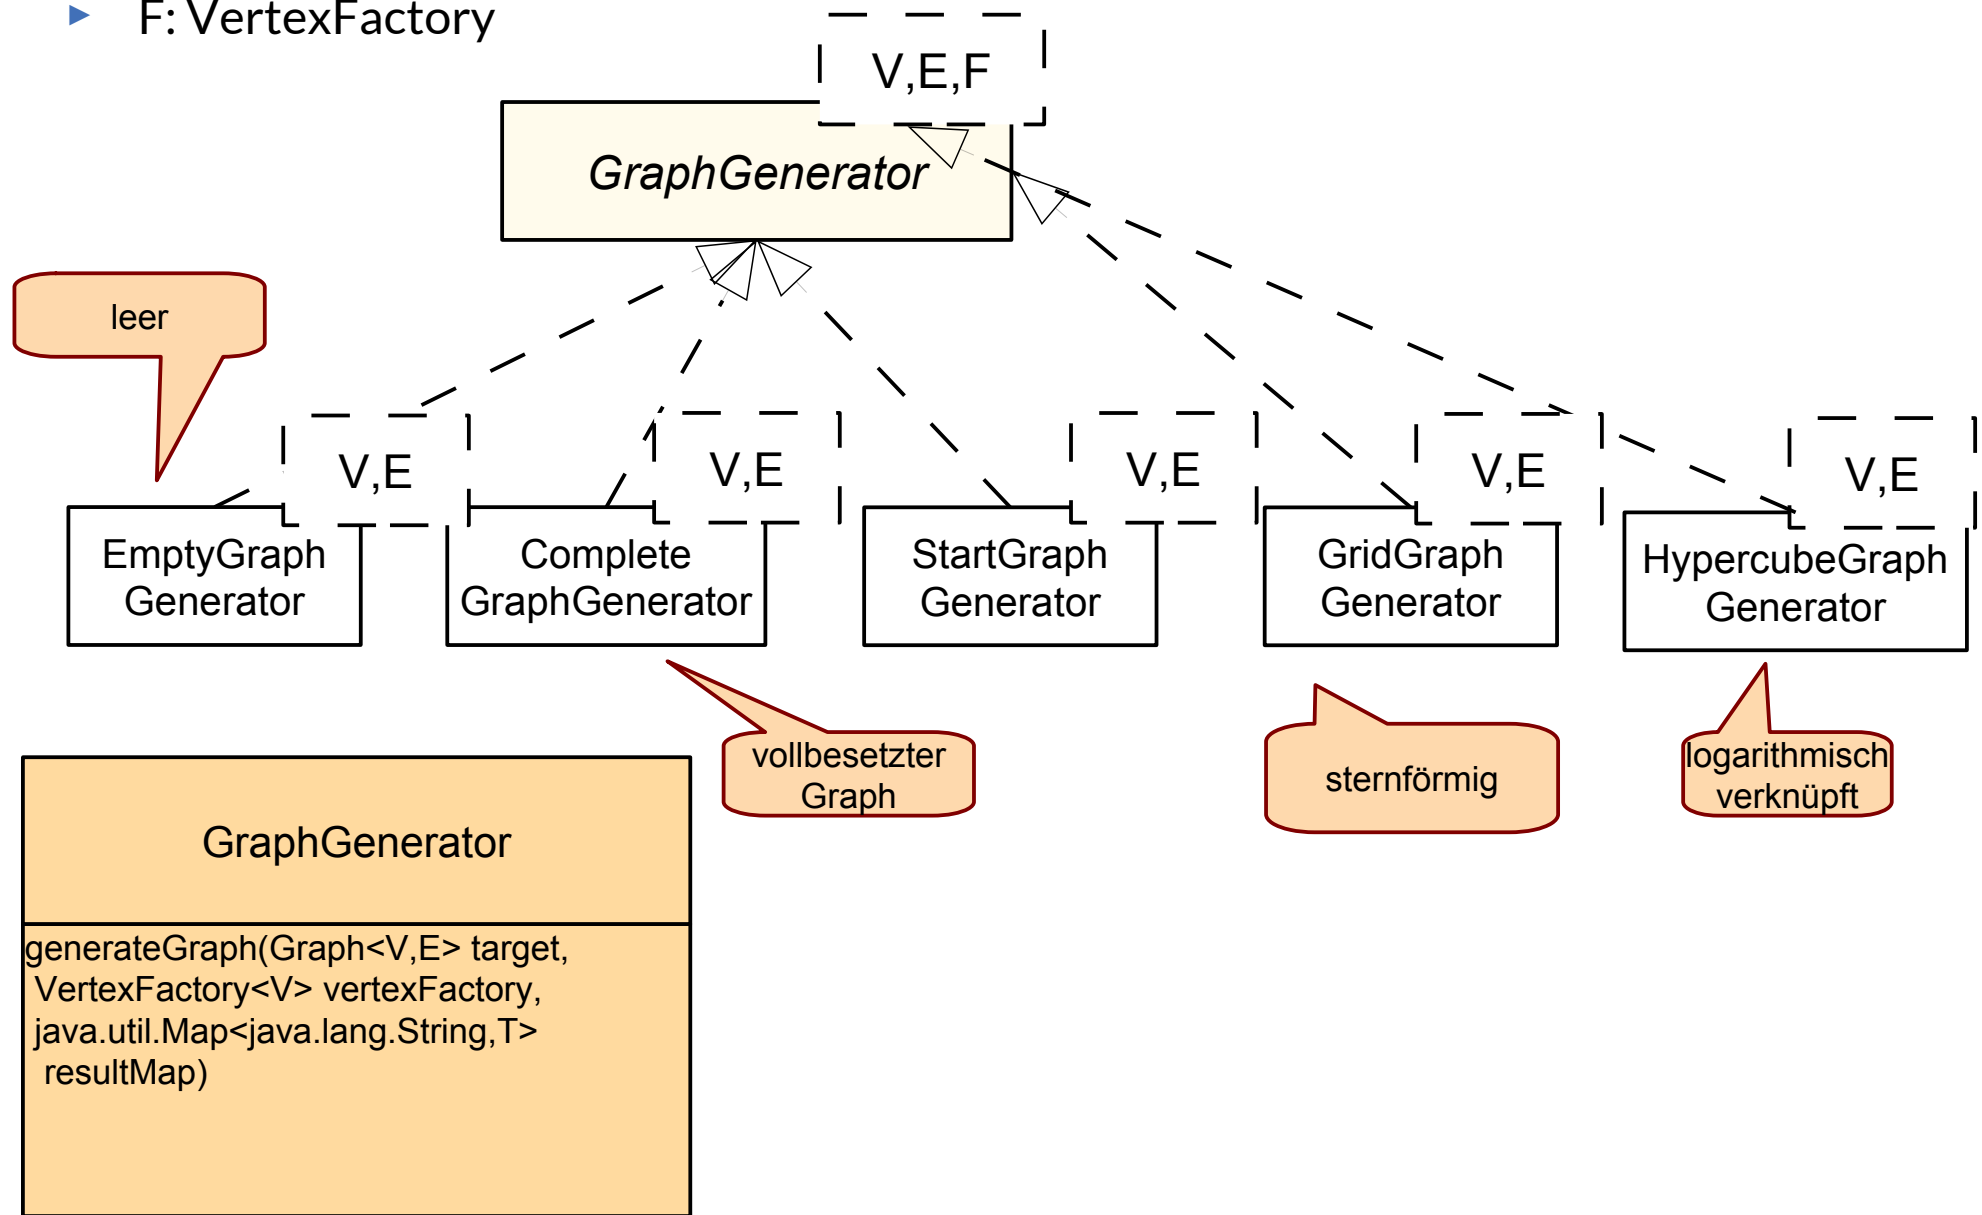 ► F: VertexFactory
V,E,F
GraphGenerator
leer
V,E
V,E
V,E
V,E
V,E
EmptyGraph
Generator
Complete
GraphGenerator
StartGraph
Generator
GridGraph
Generator
HypercubeGraph
Generator
vollbesetzter
Graph
sternförmig
logarithmisch
verknüpft
GraphGenerator
generateGraph(Graph<V,E> target,
VertexFactory<V> vertexFactory,
java.util.Map<java.lang.String,T>
resultMap)